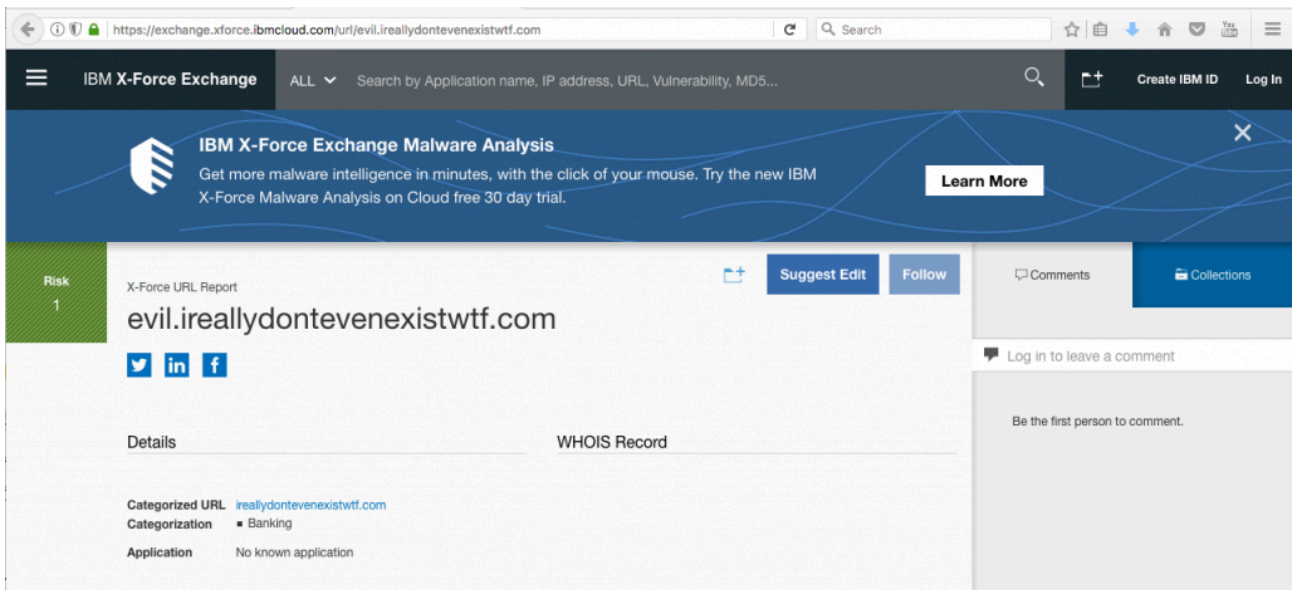 https://exchange.xforce.ibmcloud.com/url/evil.ireallydontevenexistwtf.com
Search
You
IBM X-Force Exchange
ALL
Search by Application name, IP address, URL, Vulnerability, MD5...
Create IBM ID
Log In
IBM X-Force Exchange Malware Analysis
Get more malware intelligence in minutes, with the click of your mouse. Try the new IBM
X-Force Malware Analysis on Cloud free 30 day trial.
Learn More
Risk
1
X-Force URL Report
Suggest Edit
Follow
Comments
Collections
evil.ireallydontevenexistwtf.com
in
f
Log in to leave a comment
Be the first person to comment.
Details
WHOIS Record
Categorized URL ireallydontevenexistwtf.com
Categorization ▪ Banking
Application No known application